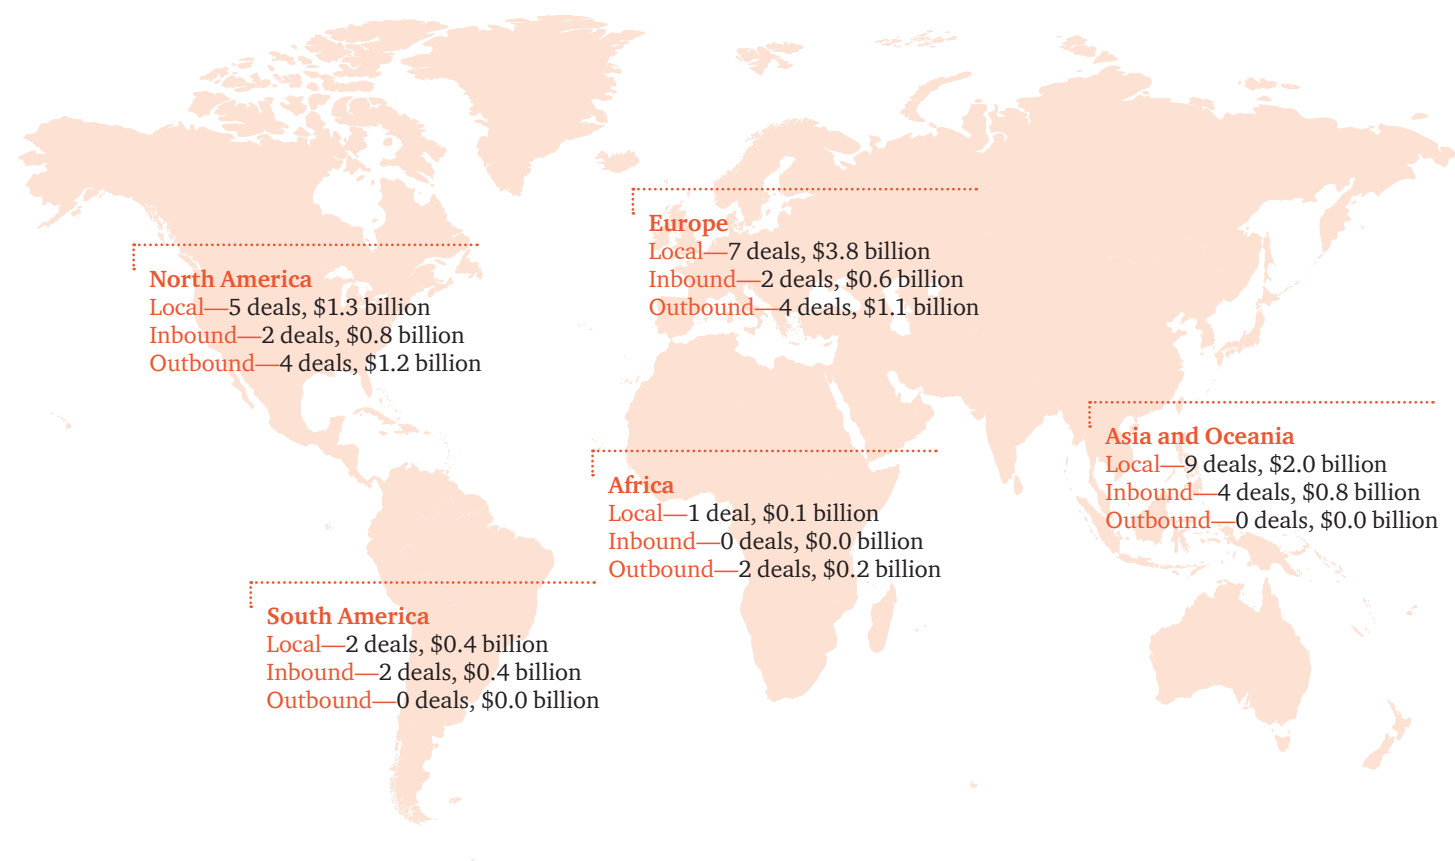 Europe
Local—7 deals, $3.8 billion
Inbound—2 deals, $0.6 billion
Outbound—4 deals, $1.1 billion
North America
Local—5 deals, $1.3 billion
Inbound—2 deals, $0.8 billion
Outbound—4 deals, $1.2 billion
Asia and Oceania
Local—9 deals, $2.0 billion
Inbound—4 deals, $0.8 billion
Outbound—0 deals, $0.0 billion
Africa
Local—1 deal, $0.1 billion
Inbound—0 deals, $0.0 billion
Outbound—2 deals, $0.2 billion
South America
Local—2 deals, $0.4 billion
Inbound—2 deals, $0.4 billion
Outbound—0 deals, $0.0 billion